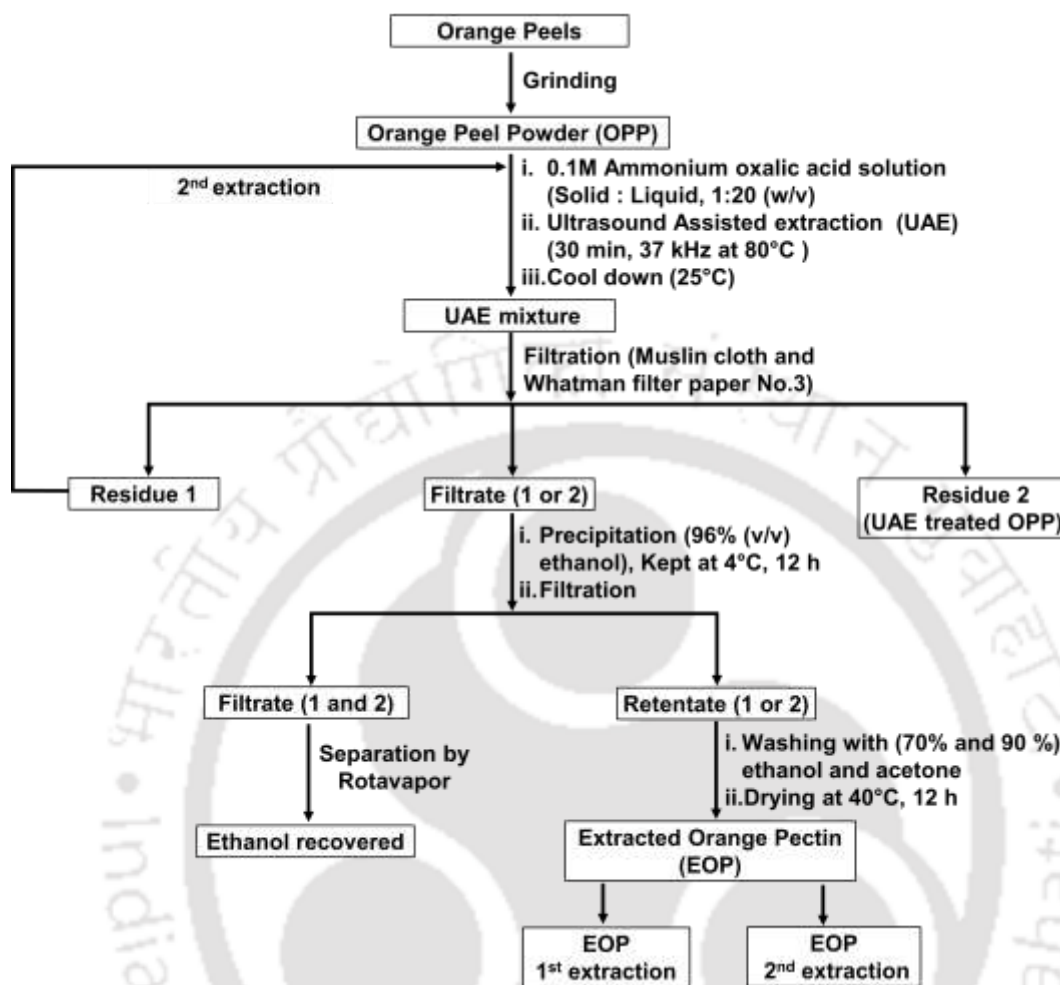 Orange Peels
Grinding
Orange Peel Powder (OPP)
2nd extraction
i. 0.1M Ammonium oxalic acid solution
(Solid : Liquid, 1:20 (w/v)
ii. Ultrasound Assisted extraction (UAE)
(30 min, 37 kHz at 80°C )
iii.Cool down (25°C)
UAE mixture
Filtration (Muslin cloth and
Whatman filter paper No.3)
Residue 1
Filtrate (1 or 2)
Residue 2
(UAE treated OPP)
i. Precipitation (96% (v/v)
ethanol), Kept at 4°C, 12 h
ii.Filtration
Filtrate (1 and 2)
Retentate (1 or 2)
Separation by
Rotavapor
i. Washing with (70% and 90 %)
ethanol and acetone
ii.Drying at 40°C, 12 h
Ethanol recovered
Extracted Orange Pectin
(EOP)
EOP
1st extraction
EOP
2nd extraction